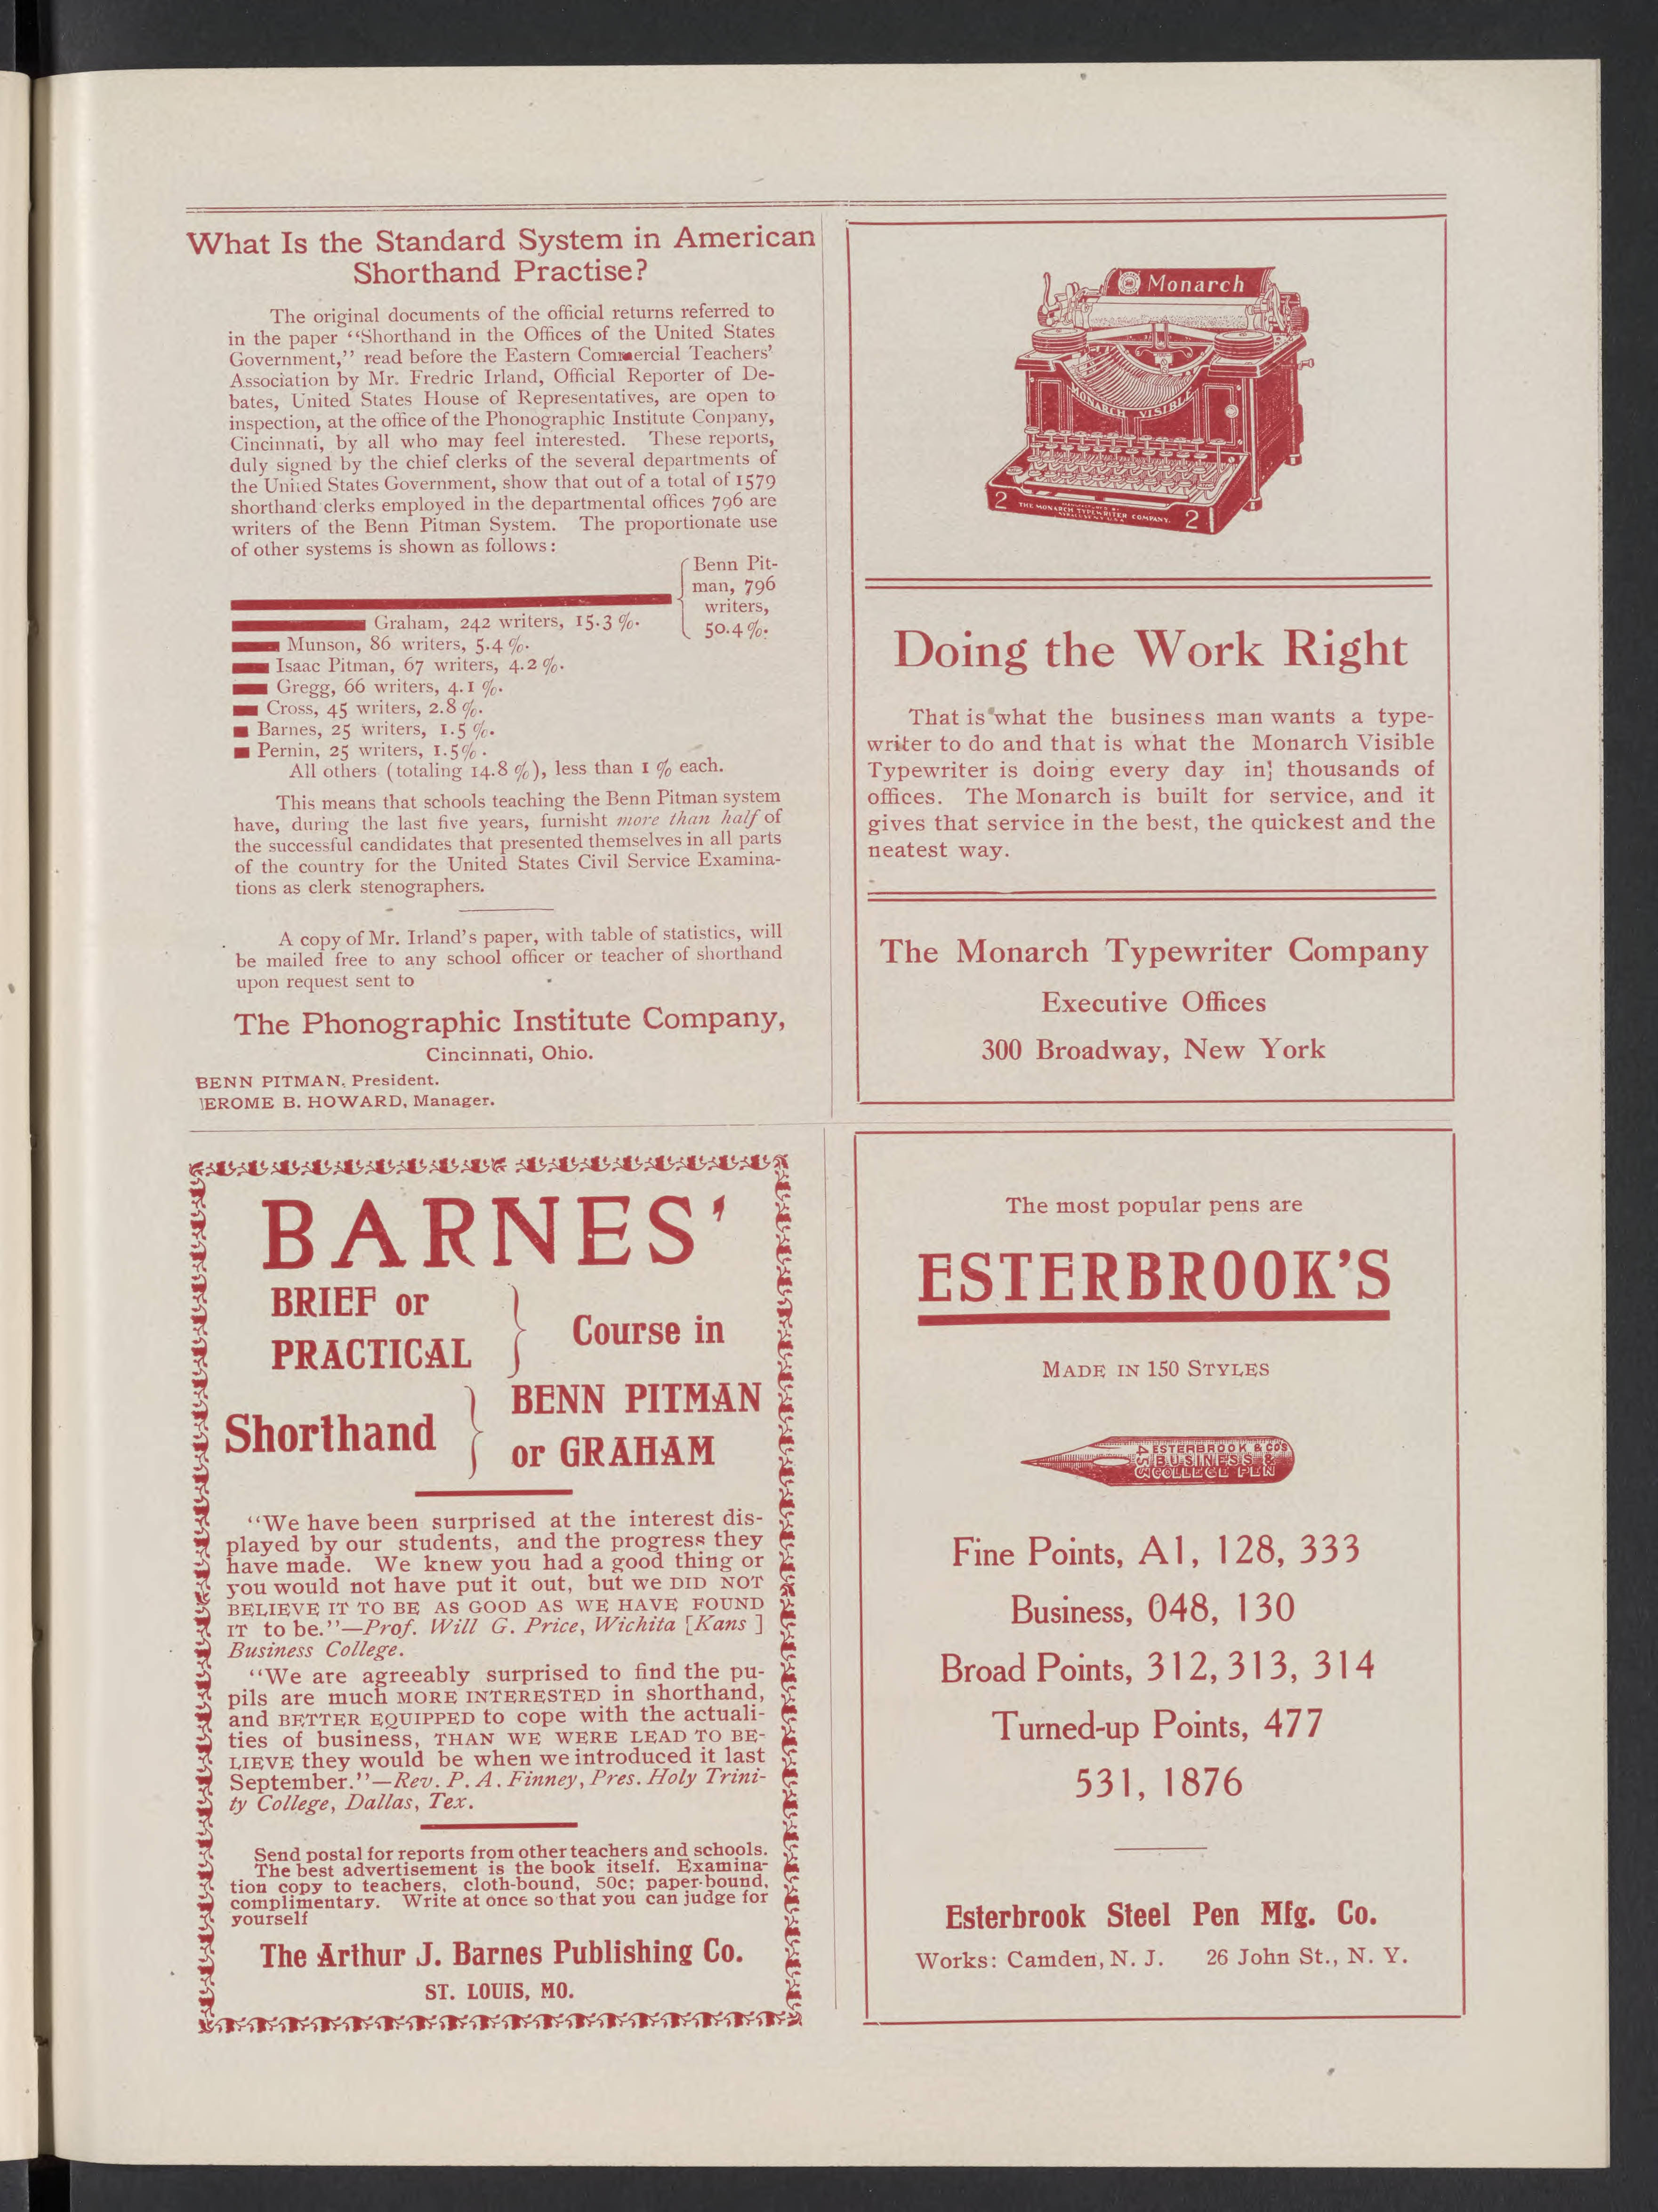 What Is the Standard System in American
Shorthand Practise?
The original documents of the official returns referred to
in the paper "Shorthand in the Offices of the United States
Government," read before the Eastern Commercial Teachers'
Association by Mr. Fredric Irland, Official Reporter of De-
bates, United States House of Representatives, are open to
inspection, at the office of the Phonographic Institute Conpany,
Cincinnati, by all who may feel interested. These reports,
duly signed by the chief clerks of the several departments of
the United States Government, show that out of a total of 1579
shorthand clerks employed in the departmental offices 796 are
writers of the Benn Pitman System. The proportionate use
of other systems is shown as follows:
Benn Pit-
man, 796
writers,
50.4%.
Graham, 242 writers, 15.3%.
Munson, 86 writers, 5.4%.
Isaac Pitman, 67 writers, 4.2%.
Gregg, 66 writers, 4.1%.
Cross, 45 writers, 2.8%.
Barnes, 25 writers, 1.5%.
Pernin, 25 writers, 1.5%.
All others (totaling 14.8%), less than 1% each.
This means that schools teaching the Benn Pitman system
have, during the last five years, furnisht more than half of
the successful candidates that presented themselves in all parts
of the country for the United States Civil Service Examina-
tions as clerk stenographers.
A copy of Mr. Irland's paper, with table of statistics, will
be mailed free to any school officer or teacher of shorthand
upon request sent to
The Phonographic Institute Company,
Cincinnati, Ohio.
BENN PITMAN, President.
JEROME B. HOWARD, Manager.
Monarch
MONARCH VISIBLE
2 THE MONARCH TYPEWRITER COMPANY. 2
Doing the Work Right
That is what the business man wants a type-
writer to do and that is what the Monarch Visible
Typewriter is doing every day in thousands of
offices. The Monarch is built for service, and it
gives that service in the best, the quickest and the
neatest way.
The Monarch Typewriter Company
Executive Offices
300 Broadway, New York
BARNES'
BRIEF or
PRACTICAL
Course in
Shorthand
BENN PITMAN
or GRAHAM
"We have been surprised at the interest dis-
played by our students, and the progress they
have made. We knew you had a good thing or
you would not have put it out, but we DID NOT
BELIEVE IT TO BE AS GOOD AS WE HAVE FOUND
IT to be."—Prof. Will G. Price, Wichita [Kans ]
Business College.
"We are agreeably surprised to find the pu-
pils are much MORE INTERESTED in shorthand,
and BETTER EQUIPPED to cope with the actuali-
ties of business, THAN WE WERE LEAD TO BE-
LIEVE they would be when we introduced it last
September."—Rev. P. A. Finney, Pres. Holy Trini-
ty College, Dallas, Tex.
Send postal for reports from other teachers and schools.
The best advertisement is the book itself. Examina-
tion copy to teachers, cloth-bound, 50c; paper-bound,
complimentary. Write at once so that you can judge for
yourself
The Arthur J. Barnes Publishing Co.
ST. LOUIS, MO.
The most popular pens are
ESTERBROOK'S
MADE IN 150 STYLES
ESTERBROOK & CO'S
BUSINESS &
COLLEGE PEN
453
Fine Points, A1, 128, 333
Business, 048, 130
Broad Points, 312, 313, 314
Turned-up Points, 477
531, 1876
Esterbrook Steel Pen Mfg. Co.
Works: Camden, N. J. 26 John St., N. Y.